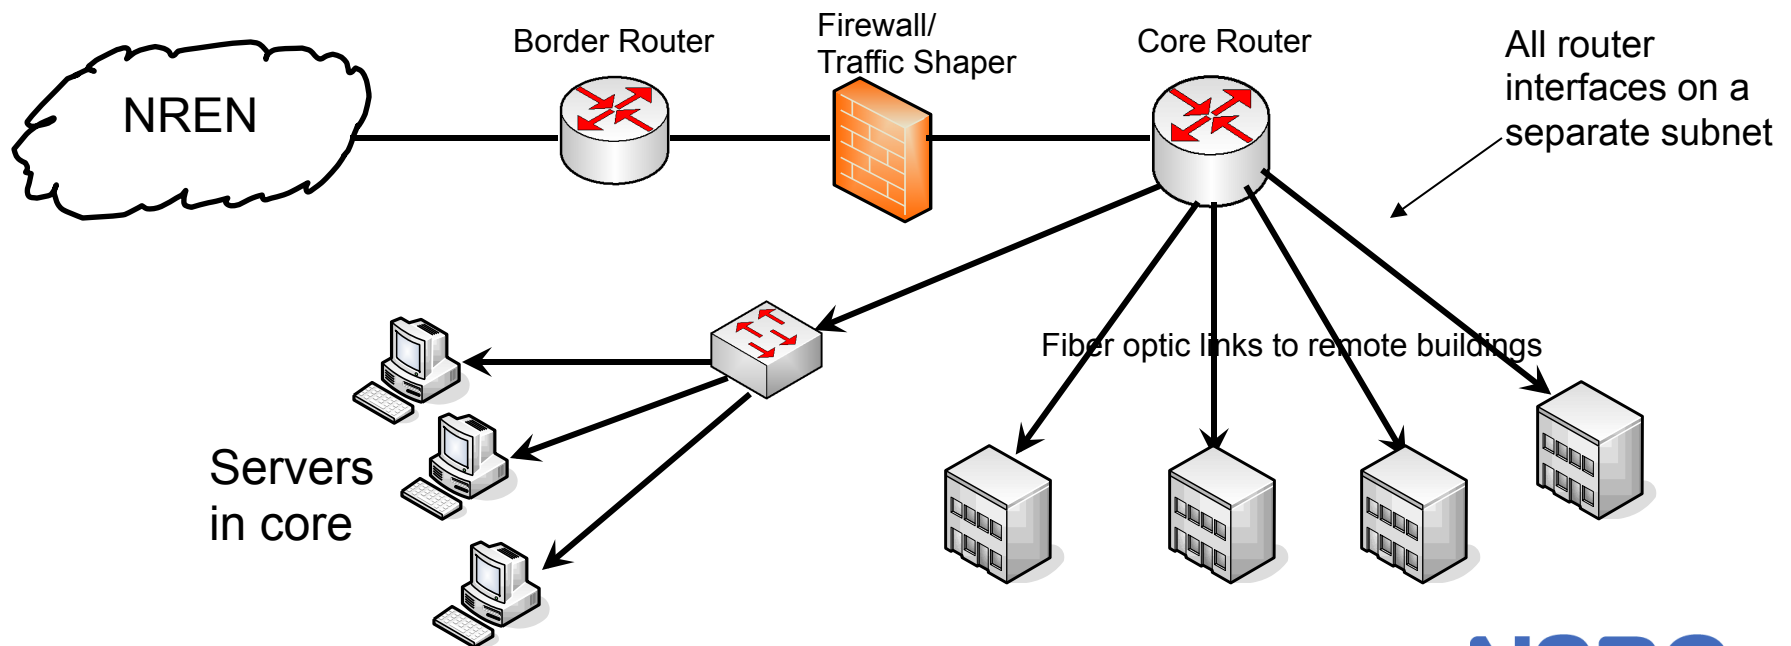 NREN
Border Router
Firewall/
Traffic Shaper
Core Router
All router
interfaces on a
separate subnet
Fiber optic links to remote buildings
Servers
in core